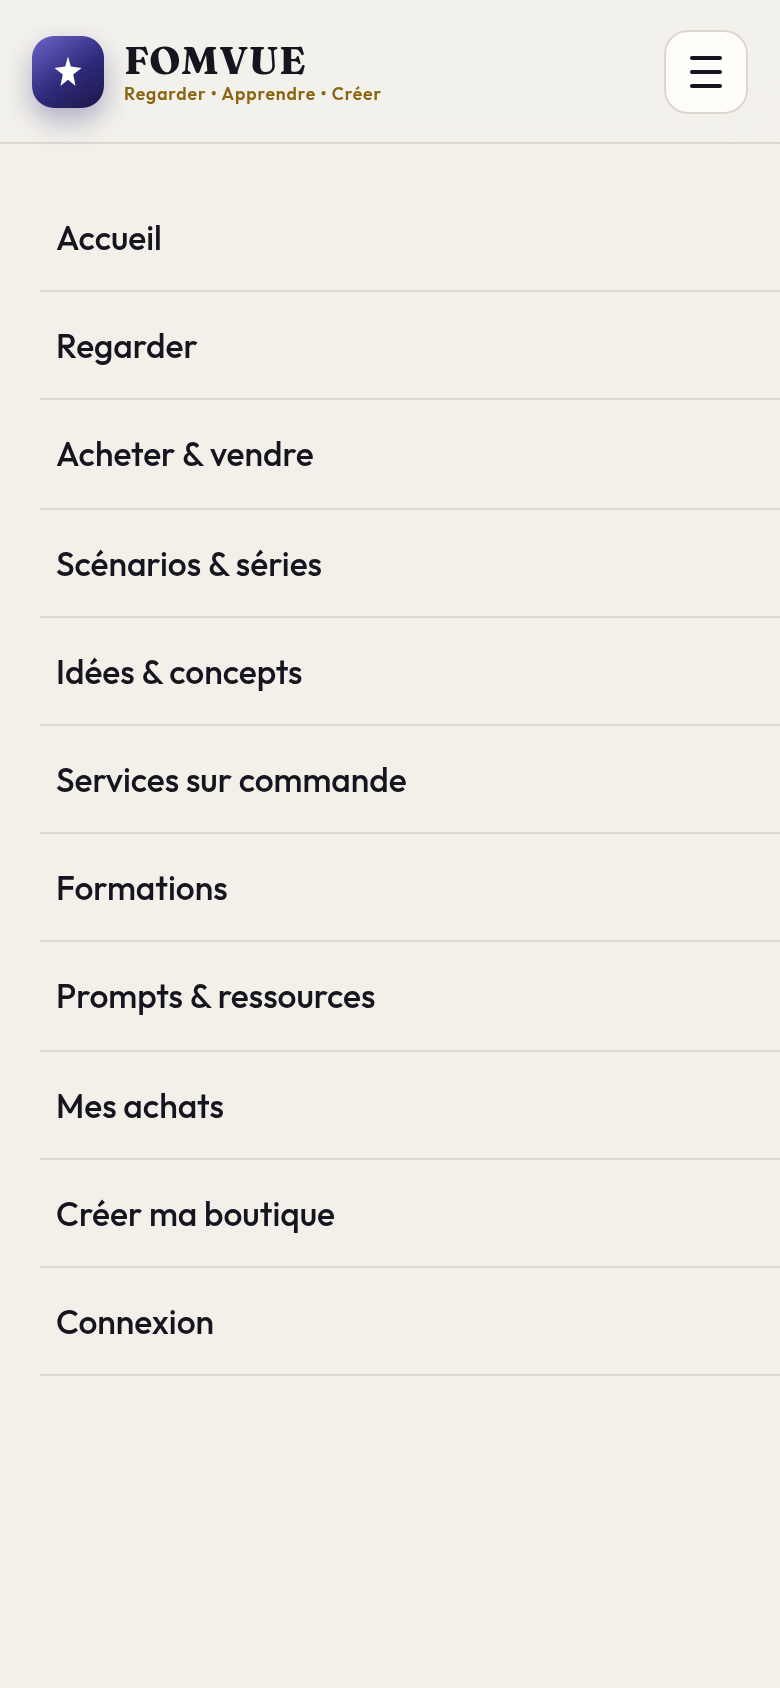 FOMVUE
Regarder • Apprendre • Créer
Accueil
Regarder
Acheter & vendre
Scénarios & séries
Idées & concepts
Services sur commande
Formations
Prompts & ressources
Mes achats
Créer ma boutique
Connexion